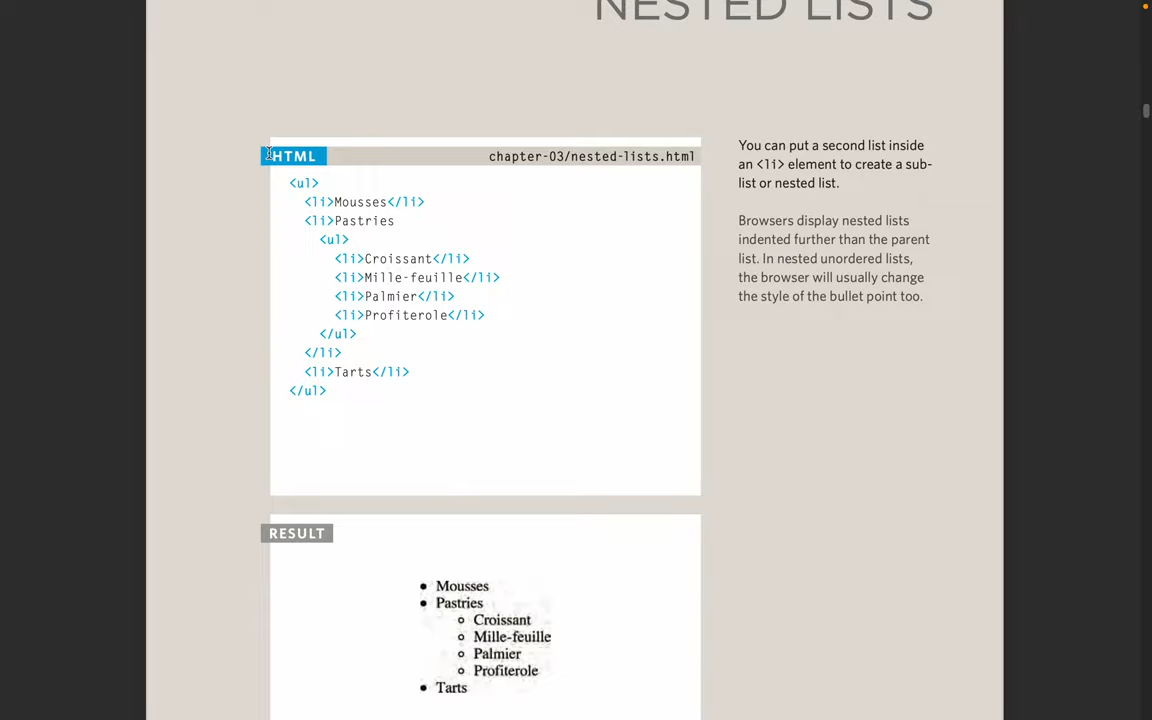 NESTED LISTS
HTML
chapter-03/nested-lists.html
<ul>
<li>Mousses</li>
<li>Pastries
<ul>
<li>Croissant</li>
<li>Mille-feuille</li>
<li>Palmier</li>
<li>Profiterole</li>
</ul>
</li>
<li>Tarts</li>
</ul>
You can put a second list inside
an <li> element to create a sub-
list or nested list.
Browsers display nested lists
indented further than the parent
list. In nested unordered lists,
the browser will usually change
the style of the bullet point too.
RESULT
Mousses
Pastries
Croissant
Mille-feuille
Palmier
Profiterole
Tarts